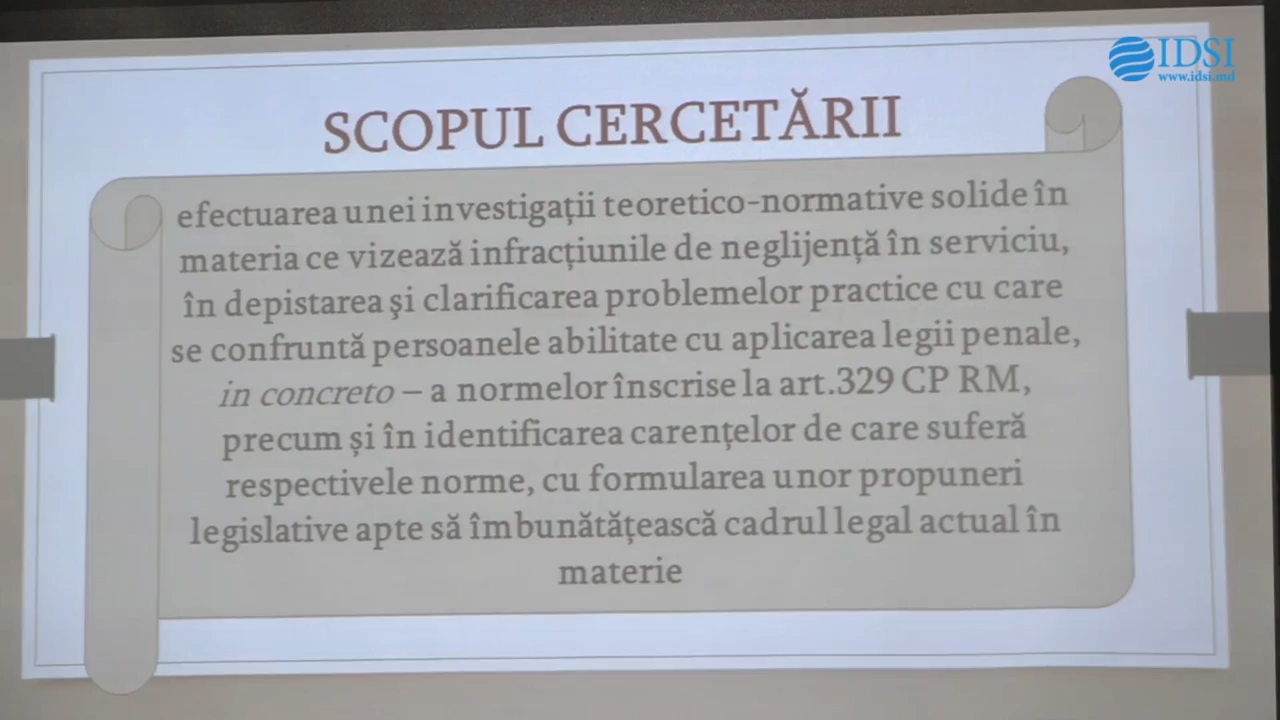 IDSI
www.idsi.md
SCOPUL CERCETĂRII
efectuarea unei investigații teoretico-normative solide în
materia ce vizează infracțiunile de neglijență în serviciu,
în depistarea şi clarificarea problemelor practice cu care
se confruntă persoanele abilitate cu aplicarea legii penale,
in concreto – a normelor înscrise la art.329 CP RM,
precum și în identificarea carențelor de care suferă
respectivele norme, cu formularea unor propuneri
legislative apte să îmbunătățească cadrul legal actual în
materie